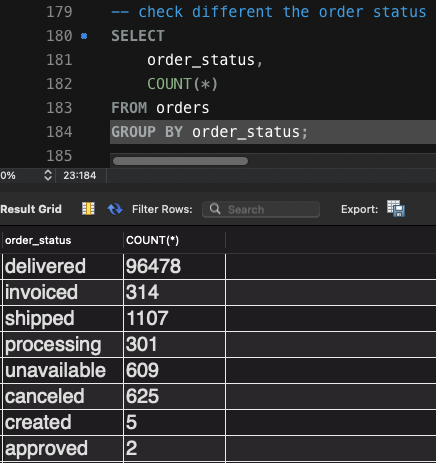 179 -- check different the order status
180 SELECT
181 order_status,
182 COUNT(*)
183 FROM orders
184 GROUP BY order_status;
185
0% 23:184
Result Grid Filter Rows: Search Export:
order_status COUNT(*)
delivered 96478
invoiced 314
shipped 1107
processing 301
unavailable 609
canceled 625
created 5
approved 2